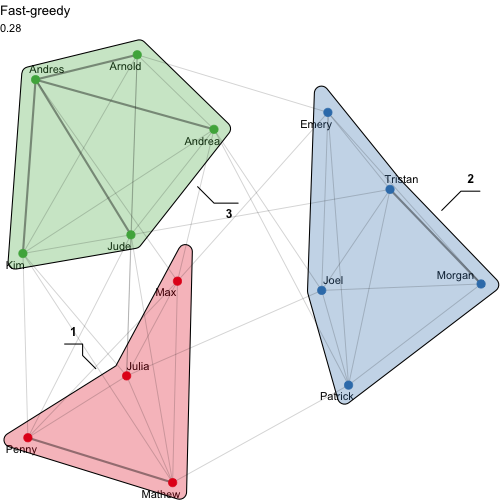 Fast-greedy
0.28
Andres
Arnold
Emery
Andrea
Tristan
2
3
Jude
Kim
Joel
Morgan
Max
1
Julia
Patrick
Penny
Mathew